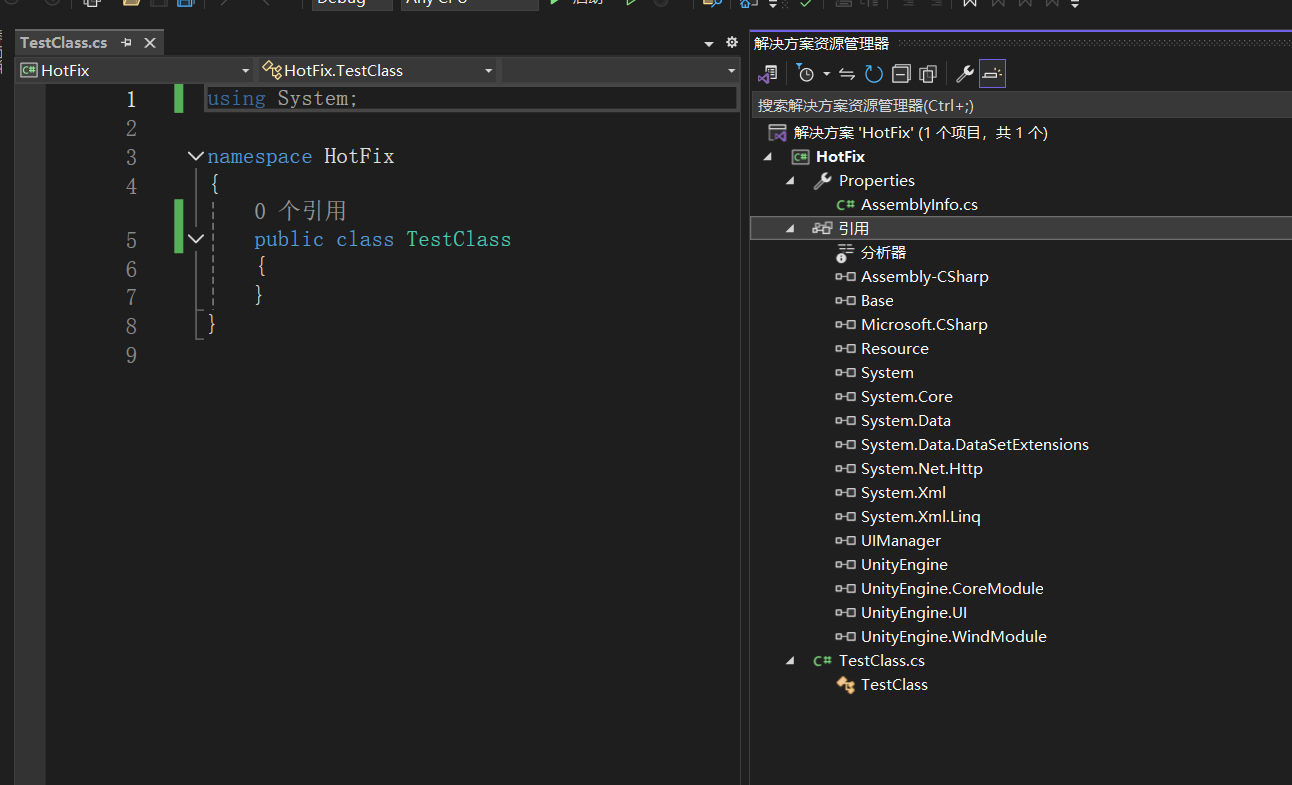 TestClass.cs
HotFix
HotFix.TestClass
1 using System;
2
3 namespace HotFix
4 {
0 个引用
5 public class TestClass
6 {
7 }
8 }
9
解决方案资源管理器
搜索解决方案资源管理器(Ctrl+;)
解决方案 'HotFix' (1 个项目，共 1 个)
C# HotFix
Properties
C# AssemblyInfo.cs
引用
分析器
Assembly-CSharp
Base
Microsoft.CSharp
Resource
System
System.Core
System.Data
System.Data.DataSetExtensions
System.Net.Http
System.Xml
System.Xml.Linq
UIManager
UnityEngine
UnityEngine.CoreModule
UnityEngine.UI
UnityEngine.WindModule
C# TestClass.cs
TestClass